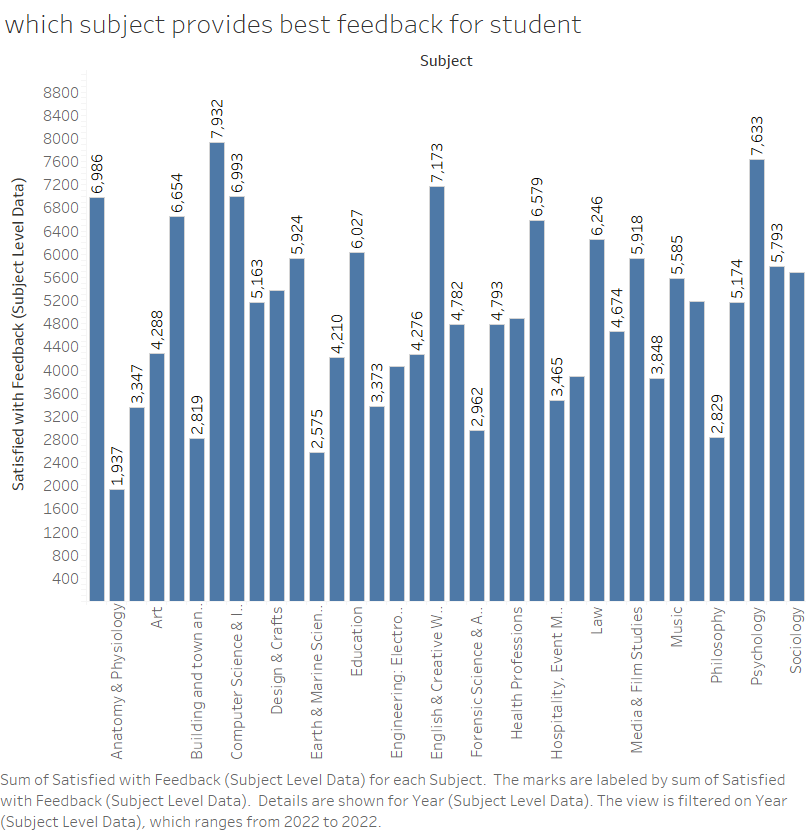 which subject provides best feedback for student
Subject
Satisfied with Feedback (Subject Level Data)
8800
8400
8000
7600
7200
6800
6400
6000
5600
5200
4800
4400
4000
3600
3200
2800
2400
2000
1600
1200
800
400
6,986
1,937
3,347
4,288
6,654
2,819
7,932
6,993
5,163
5,924
2,575
4,210
6,027
3,373
4,276
7,173
4,782
2,962
4,793
6,579
3,465
6,246
4,674
5,918
3,848
5,585
2,829
5,174
7,633
5,793
Anatomy & Physiology
Art
Building and town an..
Computer Science & I..
Design & Crafts
Earth & Marine Scien..
Education
Engineering: Electro..
English & Creative W..
Forensic Science & A..
Health Professions
Hospitality, Event M..
Law
Media & Film Studies
Music
Philosophy
Psychology
Sociology
Sum of Satisfied with Feedback (Subject Level Data) for each Subject.  The marks are labeled by sum of Satisfied
with Feedback (Subject Level Data).  Details are shown for Year (Subject Level Data). The view is filtered on Year
(Subject Level Data), which ranges from 2022 to 2022.